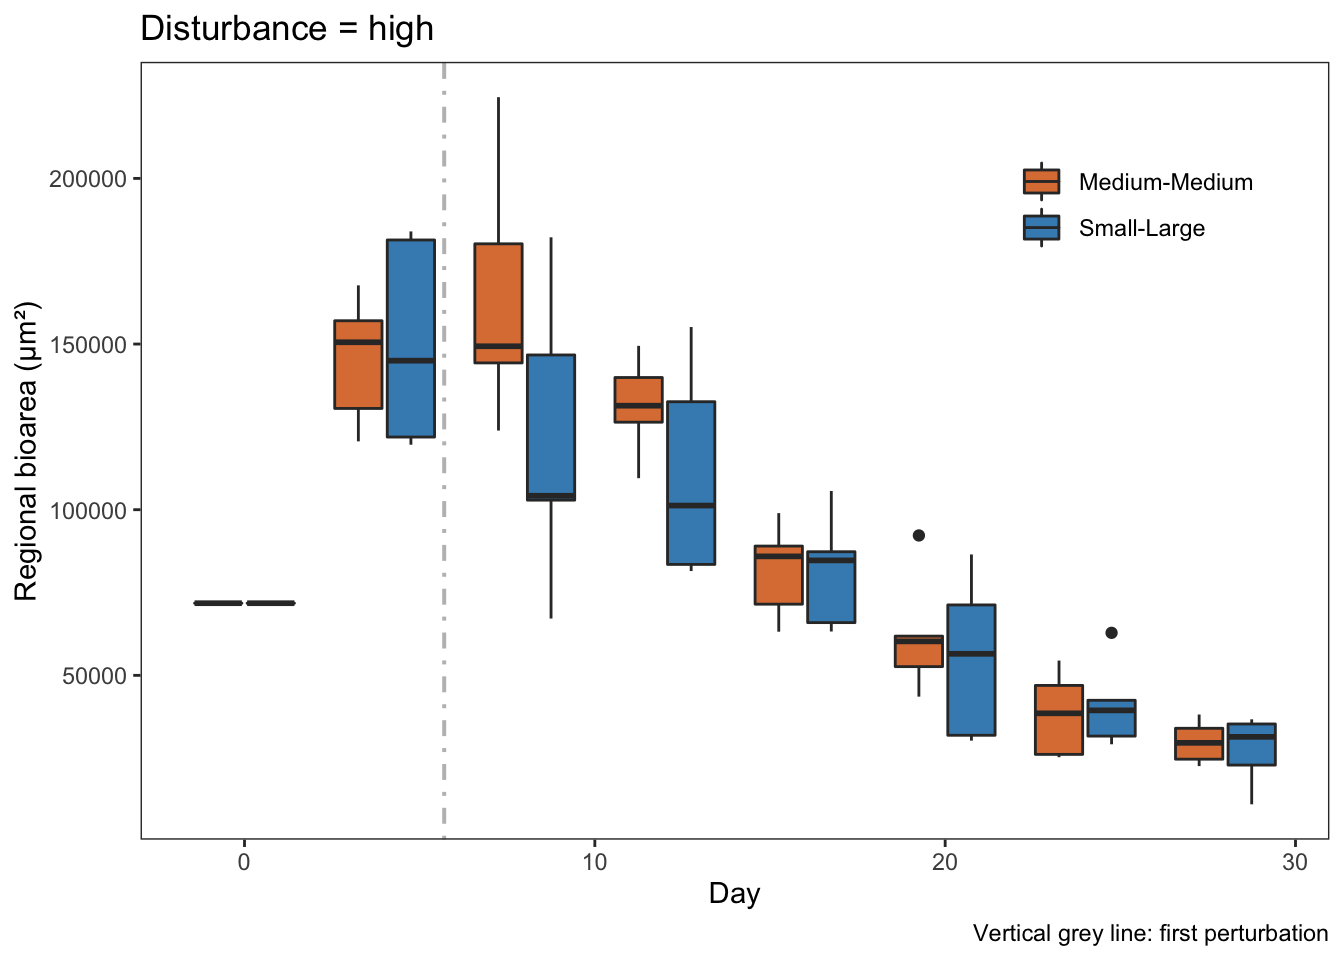 Disturbance = high
Regional bioarea (µm²)
200000
150000
100000
50000
Medium-Medium
Small-Large
0 10 20 30
Day
Vertical grey line: first perturbation